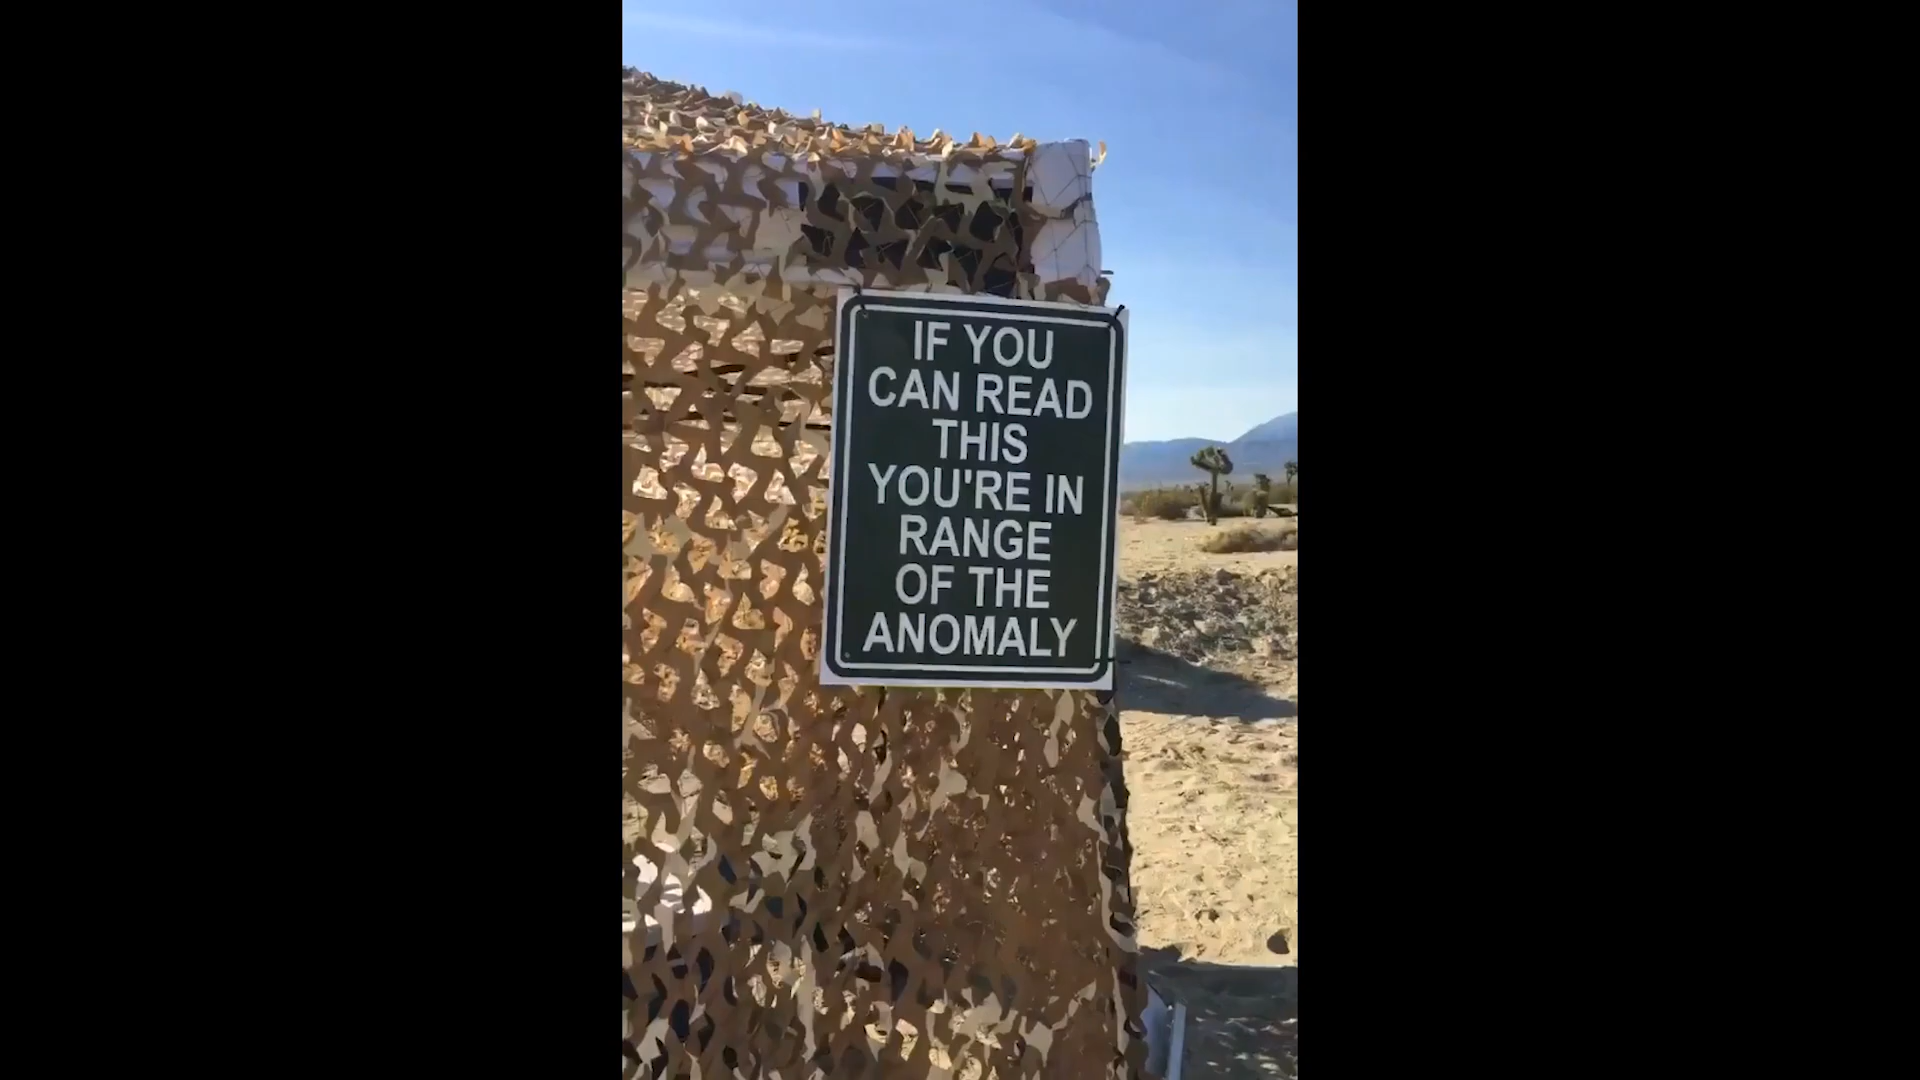 IF YOU
CAN READ
THIS
YOU'RE IN
RANGE
OF THE
ANOMALY